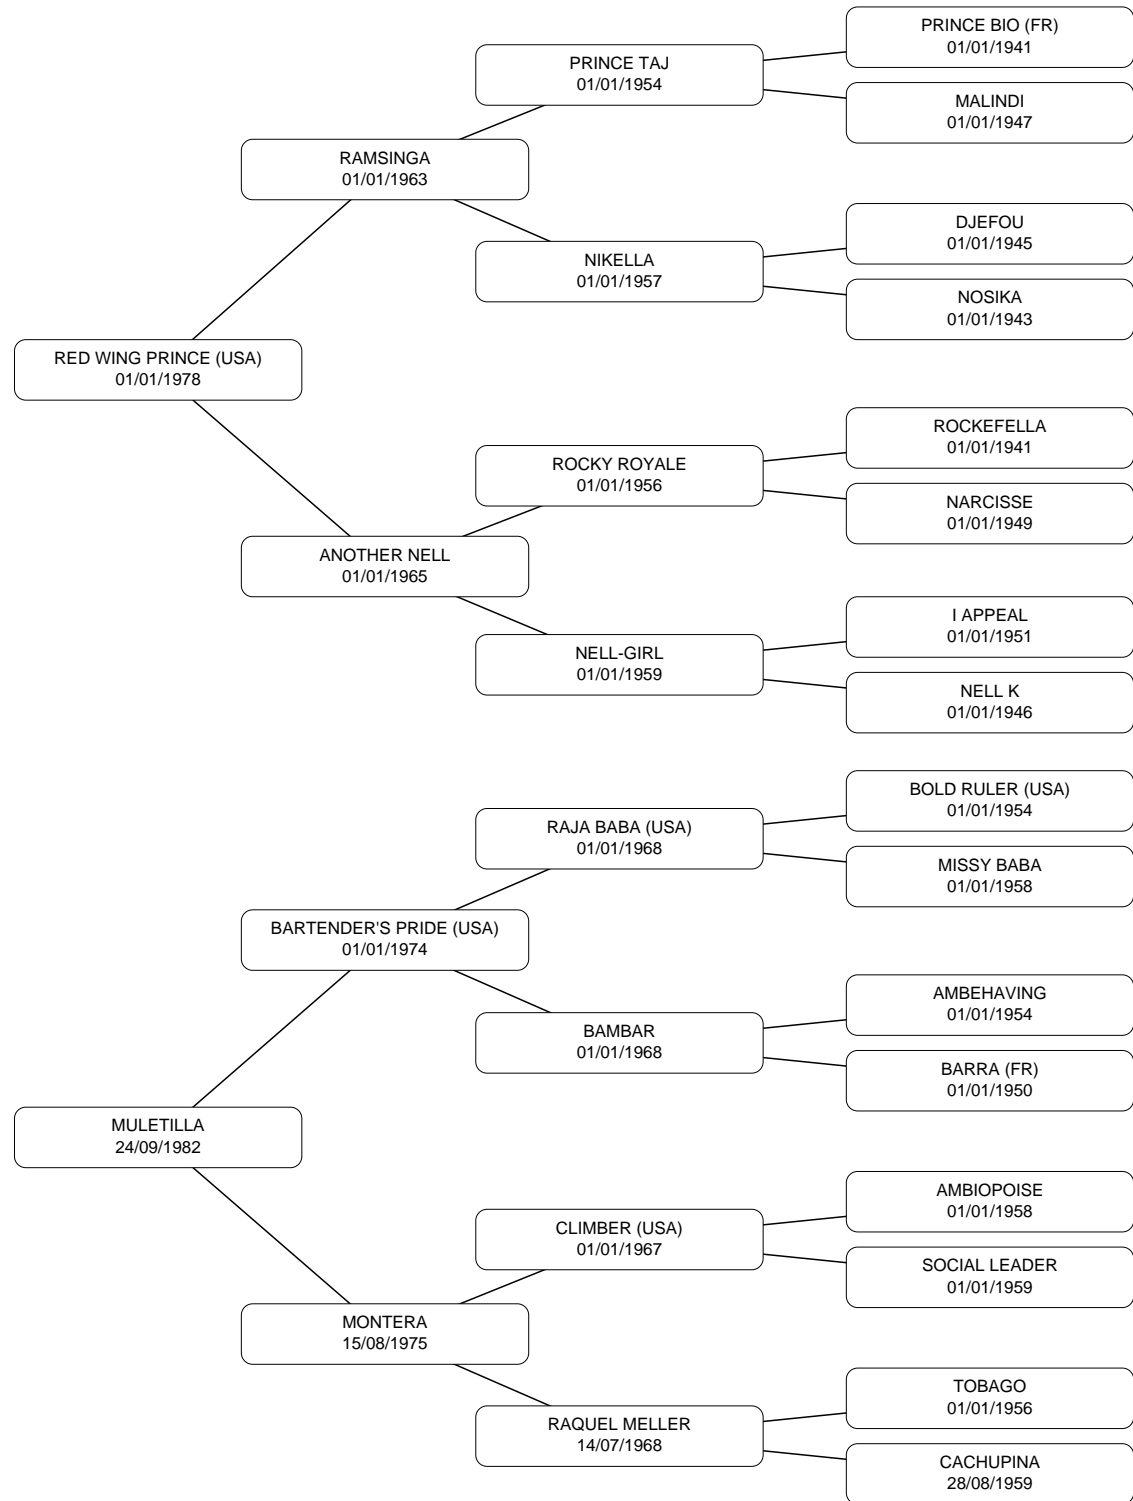 PRINCE BIO (FR)
01/01/1941
PRINCE TAJ
01/01/1954
MALINDI
01/01/1947
RAMSINGA
01/01/1963
DJEFOU
01/01/1945
NIKELLA
01/01/1957
NOSIKA
01/01/1943
RED WING PRINCE (USA)
01/01/1978
ROCKEFELLA
01/01/1941
ROCKY ROYALE
01/01/1956
NARCISSE
01/01/1949
ANOTHER NELL
01/01/1965
I APPEAL
01/01/1951
NELL-GIRL
01/01/1959
NELL K
01/01/1946
BOLD RULER (USA)
01/01/1954
RAJA BABA (USA)
01/01/1968
MISSY BABA
01/01/1958
BARTENDER'S PRIDE (USA)
01/01/1974
AMBEHAVING
01/01/1954
BAMBAR
01/01/1968
BARRA (FR)
01/01/1950
MULETILLA
24/09/1982
AMBIOPOISE
01/01/1958
CLIMBER (USA)
01/01/1967
SOCIAL LEADER
01/01/1959
MONTERA
15/08/1975
TOBAGO
01/01/1956
RAQUEL MELLER
14/07/1968
CACHUPINA
28/08/1959